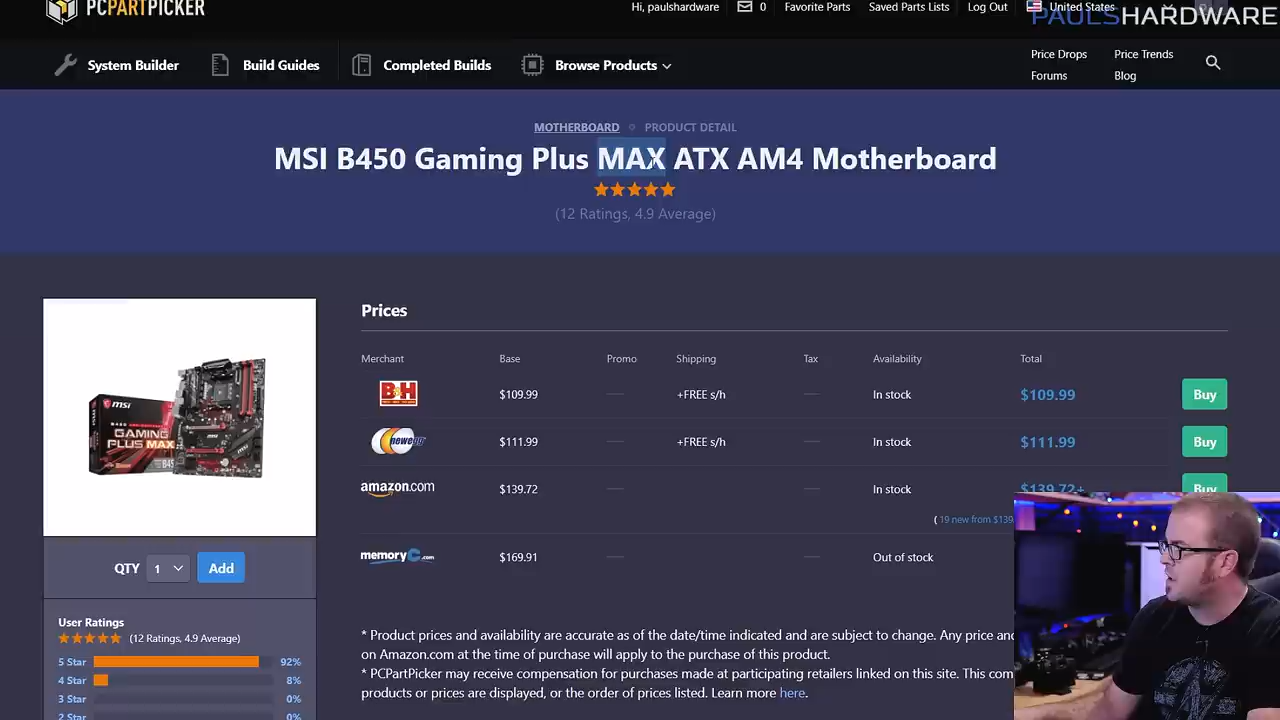 PCPARTPICKER
Hi, paulshardware
0
Favorite Parts
Saved Parts Lists
Log Out
United States
PAULSHARDWARE
System Builder
Build Guides
Completed Builds
Browse Products
Price Drops
Price Trends
Forums
Blog
MOTHERBOARD
PRODUCT DETAIL
MSI B450 Gaming Plus MAX ATX AM4 Motherboard
(12 Ratings, 4.9 Average)
msi
GAMING
PLUS MAX
Prices
Merchant Base Promo Shipping Tax Availability Total
B&H $109.99 — +FREE s/h — In stock $109.99 Buy
newegg $111.99 — +FREE s/h — In stock $111.99 Buy
amazon.com $139.72 — — In stock $139.72+ Buy
( 19 new from $139
memoryC.com $169.91 — — Out of stock
QTY 1 Add
User Ratings
(12 Ratings, 4.9 Average)
5 Star 92%
4 Star 8%
3 Star 0%
2 Star 0%
* Product prices and availability are accurate as of the date/time indicated and are subject to change. Any price and
on Amazon.com at the time of purchase will apply to the purchase of this product.
* PCPartPicker may receive compensation for purchases made at participating retailers linked on this site. This com
products or prices are displayed, or the order of prices listed. Learn more here.